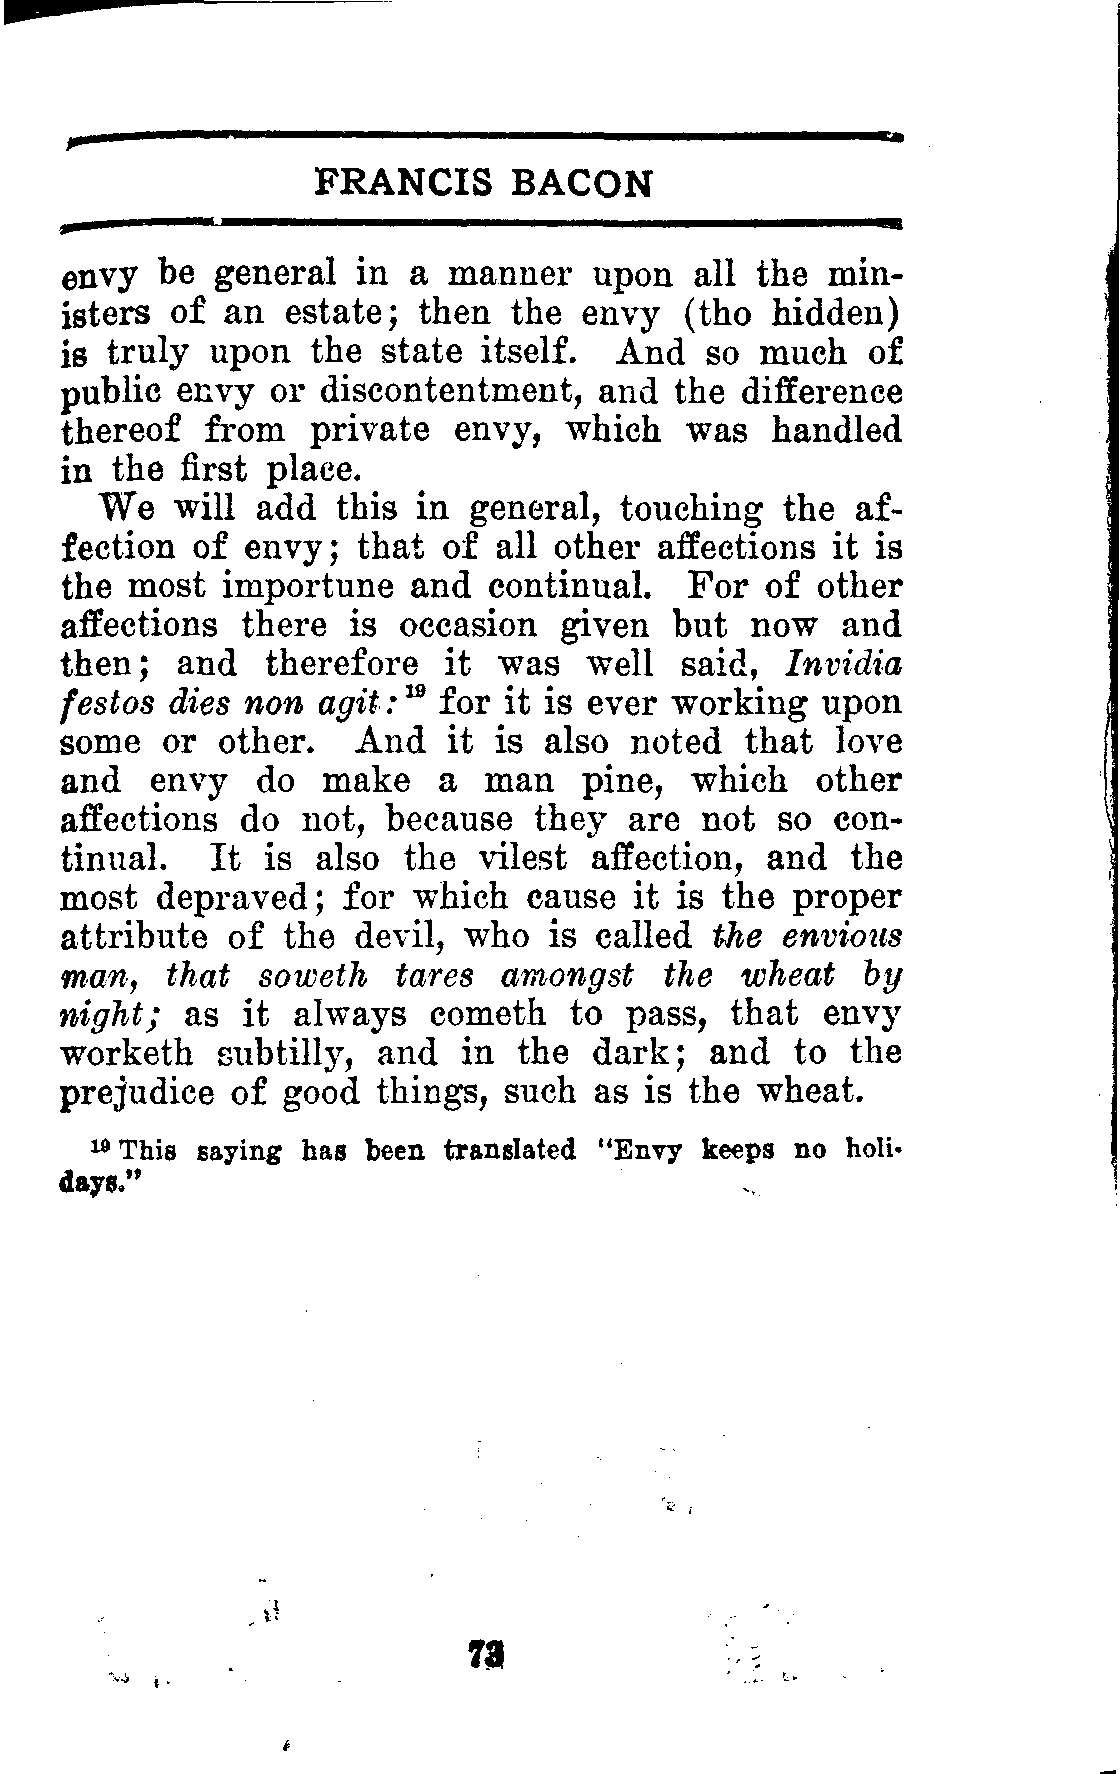 FRANCIS BACON
envy be general in a manner upon all the min-
isters of an estate; then the envy (tho hidden)
is truly upon the state itself. And so much of
public envy or discontentment, and the difference
thereof from private envy, which was handled
in the first place.
We will add this in general, touching the af-
fection of envy; that of all other affections it is
the most importune and continual. For of other
affections there is occasion given but now and
then; and therefore it was well said, Invidia
festos dies non agit:¹⁹ for it is ever working upon
some or other. And it is also noted that love
and envy do make a man pine, which other
affections do not, because they are not so con-
tinual. It is also the vilest affection, and the
most depraved; for which cause it is the proper
attribute of the devil, who is called the envious
man, that soweth tares amongst the wheat by
night; as it always cometh to pass, that envy
worketh subtilly, and in the dark; and to the
prejudice of good things, such as is the wheat.
¹⁹ This saying has been translated "Envy keeps no holi-
days."
73